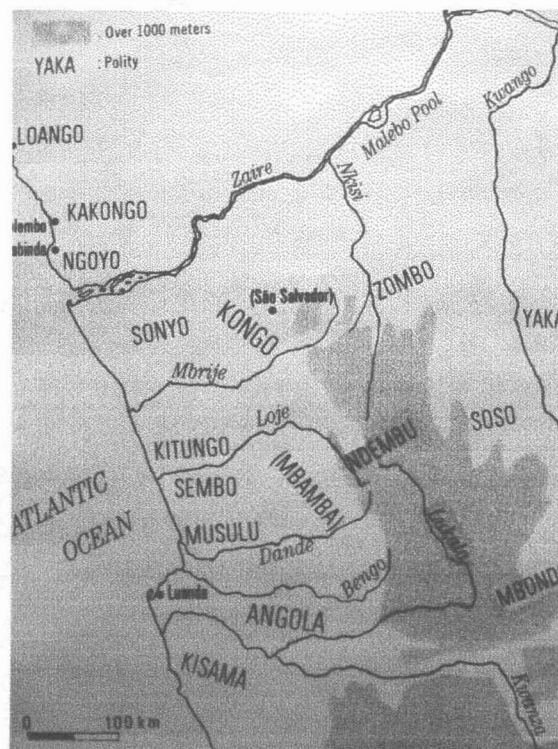 Over 1000 meters
YAKA : Polity
LOANGO
Kwango
Malebo Pool
Zaire
Nkisi
KAKONGO
NGOYO
ZOMBO
(São Salvador)
KONGO
SONYO
YAKA
Mbrije
Loje
SOSO
KITUNGO
NDEMBU
SEMBO
(MBAMBA)
ATLANTIC
OCEAN
MUSULU
Dande
Bengo
Luanda
ANGOLA
MBOND
KISAMA
Kwanza
0 100 km